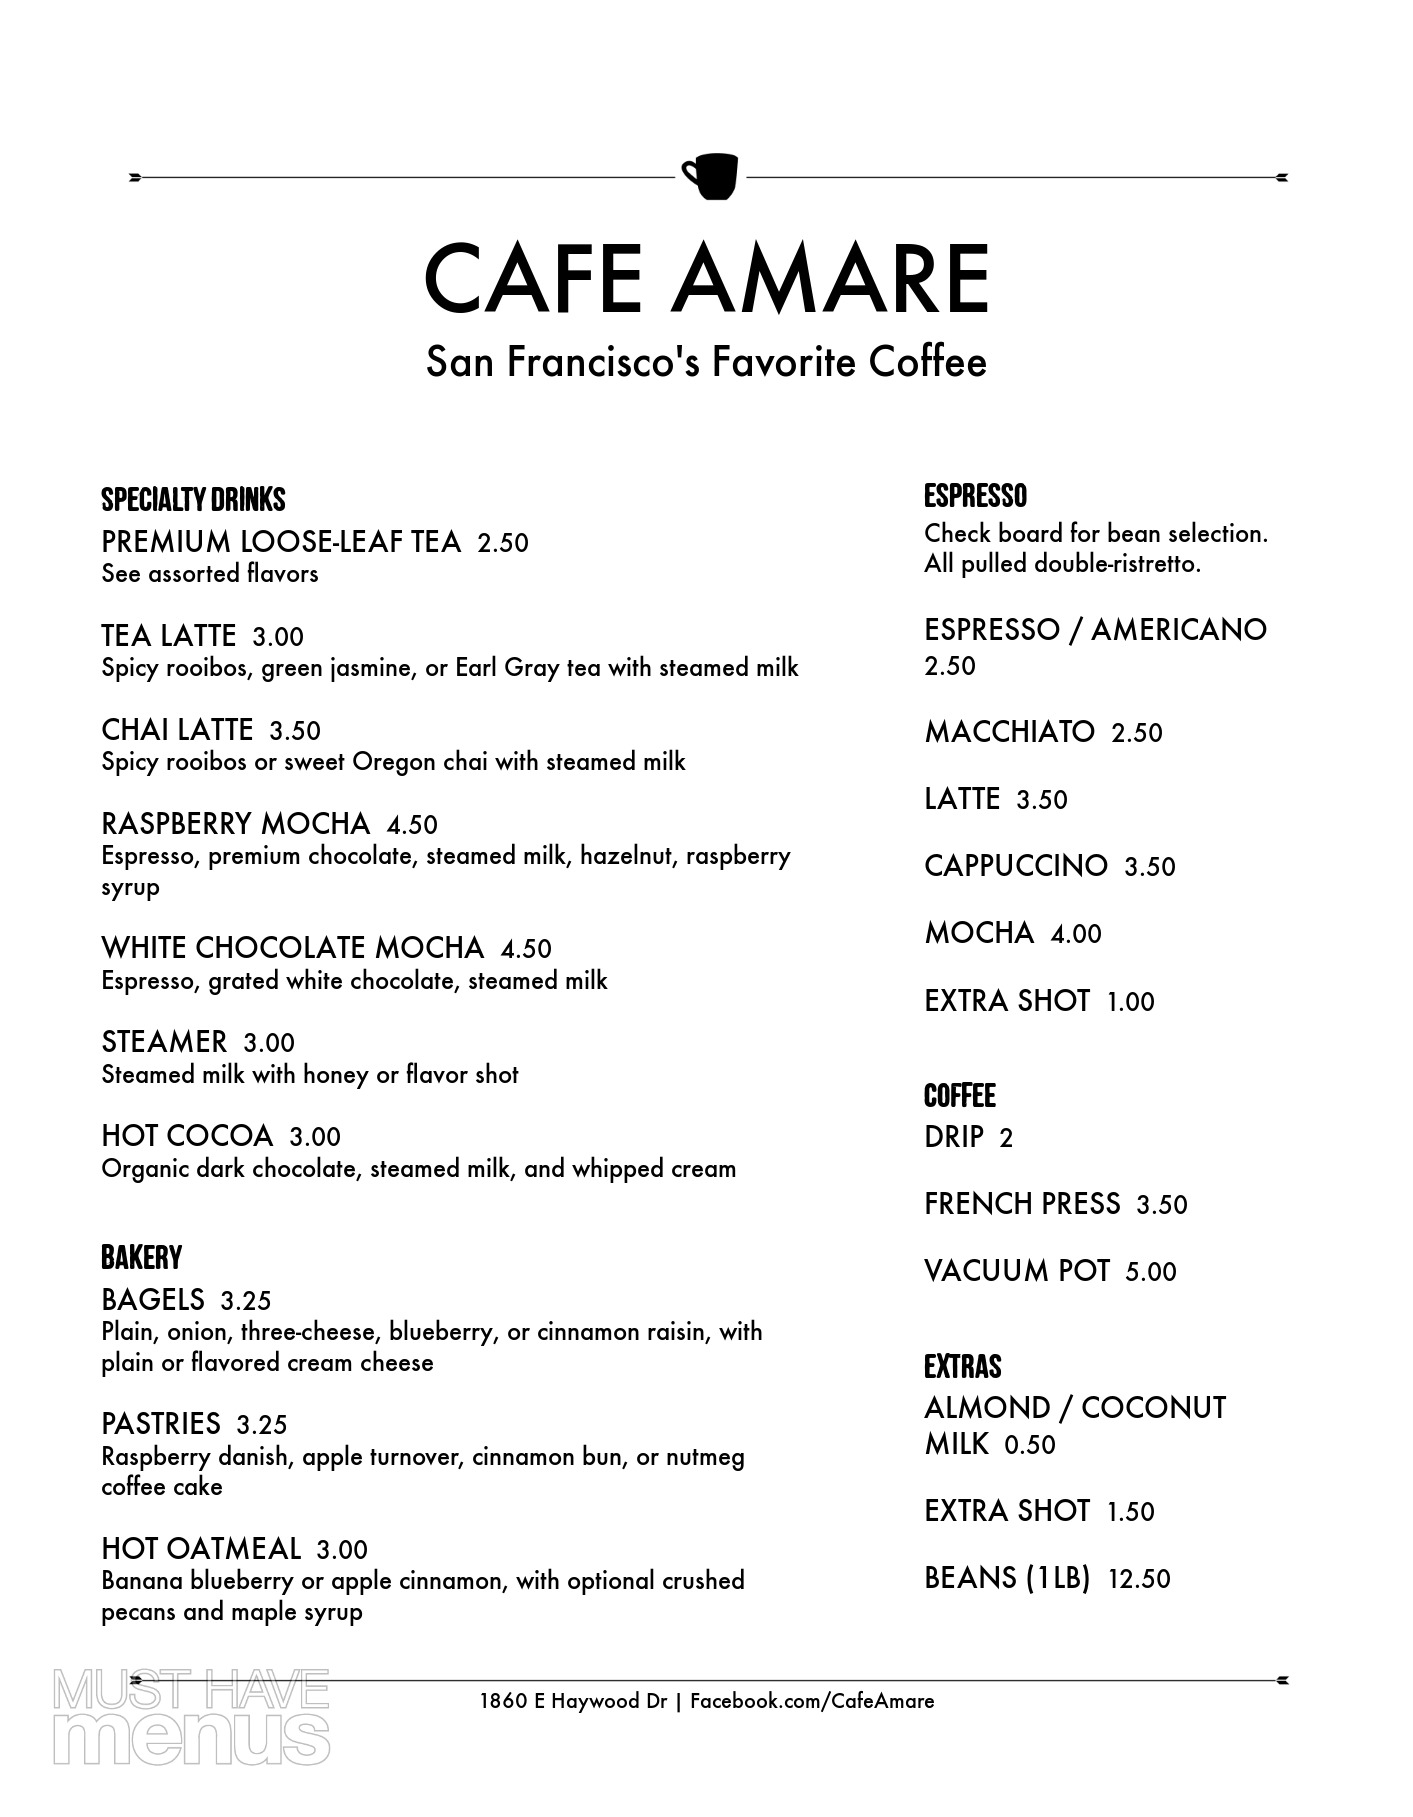 CAFE AMARE
San Francisco's Favorite Coffee
SPECIALTY DRINKS
PREMIUM LOOSE-LEAF TEA 2.50
See assorted flavors
TEA LATTE 3.00
Spicy rooibos, green jasmine, or Earl Gray tea with steamed milk
CHAI LATTE 3.50
Spicy rooibos or sweet Oregon chai with steamed milk
RASPBERRY MOCHA 4.50
Espresso, premium chocolate, steamed milk, hazelnut, raspberry
syrup
WHITE CHOCOLATE MOCHA 4.50
Espresso, grated white chocolate, steamed milk
STEAMER 3.00
Steamed milk with honey or flavor shot
HOT COCOA 3.00
Organic dark chocolate, steamed milk, and whipped cream
BAKERY
BAGELS 3.25
Plain, onion, three-cheese, blueberry, or cinnamon raisin, with
plain or flavored cream cheese
PASTRIES 3.25
Raspberry danish, apple turnover, cinnamon bun, or nutmeg
coffee cake
HOT OATMEAL 3.00
Banana blueberry or apple cinnamon, with optional crushed
pecans and maple syrup
ESPRESSO
Check board for bean selection.
All pulled double-ristretto.
ESPRESSO / AMERICANO
2.50
MACCHIATO 2.50
LATTE 3.50
CAPPUCCINO 3.50
MOCHA 4.00
EXTRA SHOT 1.00
COFFEE
DRIP 2
FRENCH PRESS 3.50
VACUUM POT 5.00
EXTRAS
ALMOND / COCONUT
MILK 0.50
EXTRA SHOT 1.50
BEANS (1LB) 12.50
MUST HAVE
menus
1860 E Haywood Dr | Facebook.com/CafeAmare